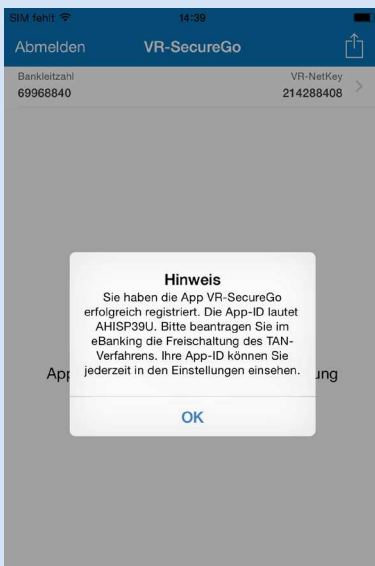 SIM fehlt 14:39
Abmelden VR-SecureGo
Bankleitzahl VR-NetKey
69968840 214288408
Hinweis
Sie haben die App VR-SecureGo
erfolgreich registriert. Die App-ID lautet
AHISP39U. Bitte beantragen Sie im
eBanking die Freischaltung des TAN-
Verfahrens. Ihre App-ID können Sie
jederzeit in den Einstellungen einsehen.
OK